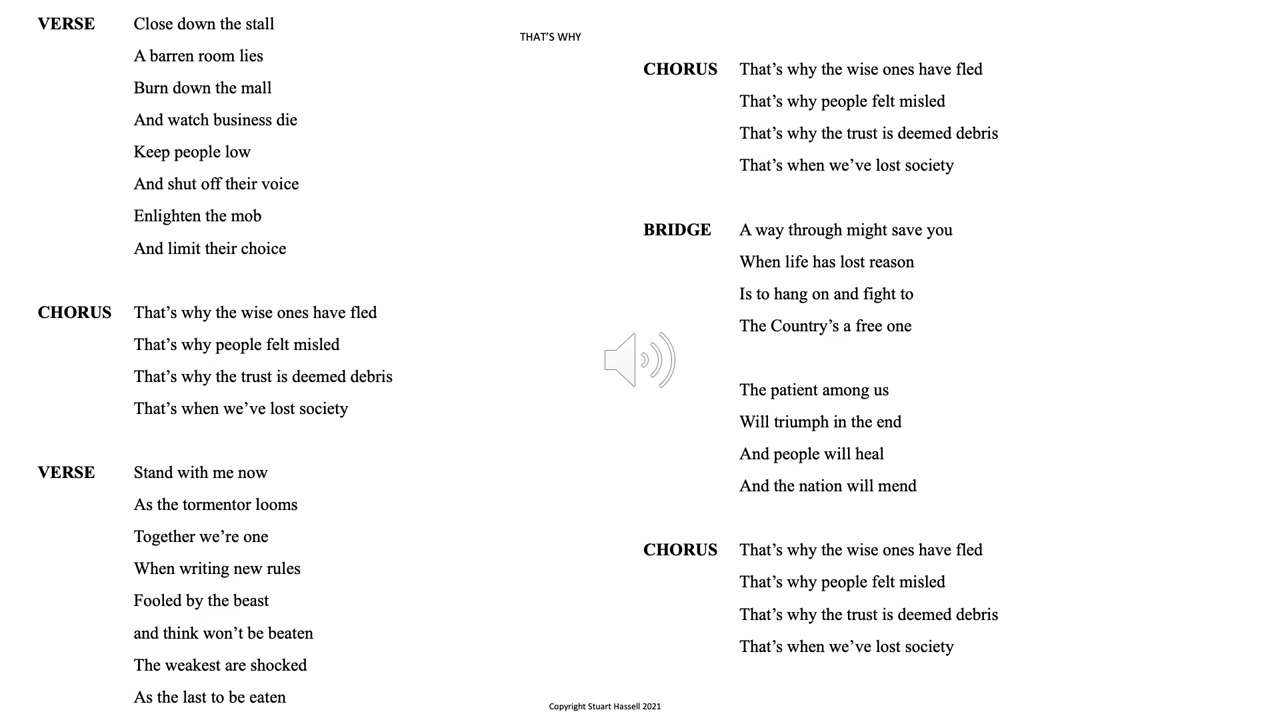 THAT’S WHY
VERSE Close down the stall
A barren room lies
Burn down the mall
And watch business die
Keep people low
And shut off their voice
Enlighten the mob
And limit their choice
CHORUS That’s why the wise ones have fled
That’s why people felt misled
That’s why the trust is deemed debris
That’s when we’ve lost society
VERSE Stand with me now
As the tormentor looms
Together we’re one
When writing new rules
Fooled by the beast
and think won’t be beaten
The weakest are shocked
As the last to be eaten
CHORUS That’s why the wise ones have fled
That’s why people felt misled
That’s why the trust is deemed debris
That’s when we’ve lost society
BRIDGE A way through might save you
When life has lost reason
Is to hang on and fight to
The Country’s a free one
The patient among us
Will triumph in the end
And people will heal
And the nation will mend
CHORUS That’s why the wise ones have fled
That’s why people felt misled
That’s why the trust is deemed debris
That’s when we’ve lost society
Copyright Stuart Hassell 2021